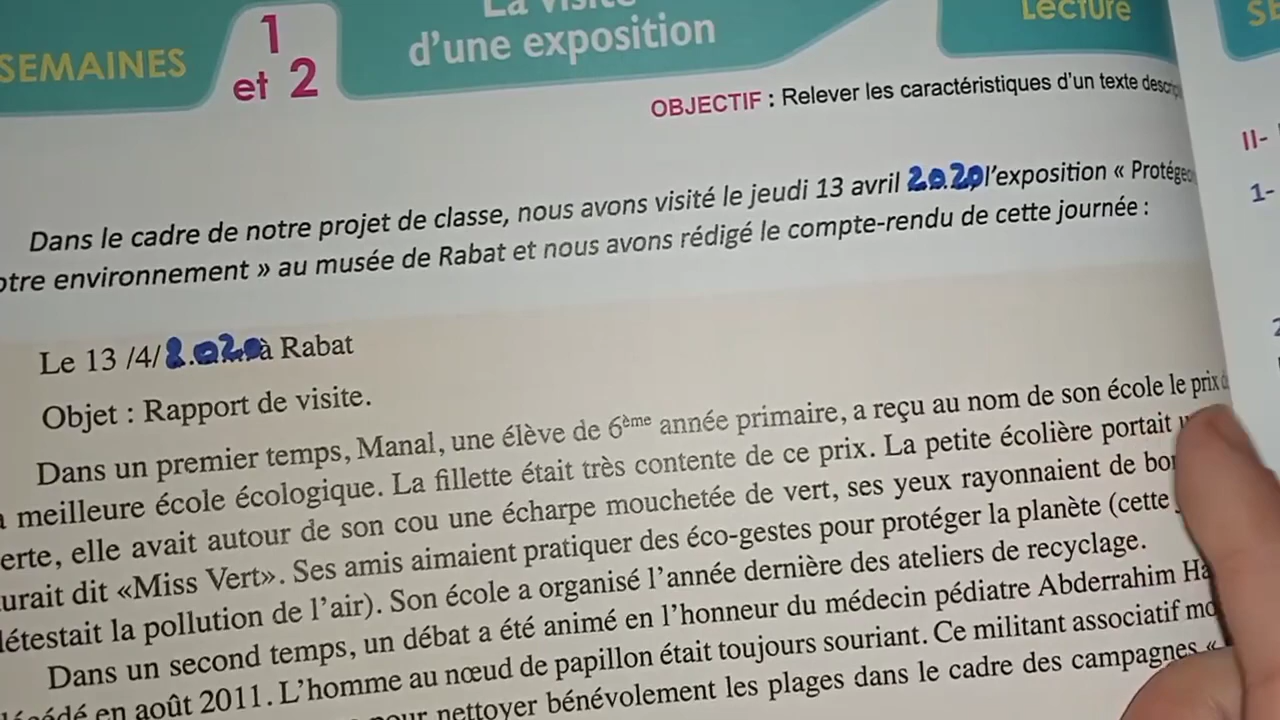 La visite
d'une exposition
Lecture
SEMAINES
1
et 2
OBJECTIF : Relever les caractéristiques d'un texte
Dans le cadre de notre projet de classe, nous avons visité le jeudi 13 avril 2020 l'exposition «
environnement » au musée de Rabat et nous avons rédigé le compte-rendu de cette journée :
Le 13 /4/ 2020 à Rabat
Objet : Rapport de visite.
Dans un premier temps, Manal, une élève de 6ème année primaire, a reçu au nom de son école le prix
meilleure école écologique. La fillette était très contente de ce prix. La petite écolière portait
elle avait autour de son cou une écharpe mouchetée de vert, ses yeux rayonnaient de
dit «Miss Vert». Ses amis aimaient pratiquer des éco-gestes pour protéger la planète (cette
détestait la pollution de l'air). Son école a organisé l'année dernière des ateliers de recyclage.
Dans un second temps, un débat a été animé en l'honneur du médecin pédiatre Abderrahim
en août 2011. L'homme au nœud de papillon était toujours souriant. Ce militant associatif
pour nettoyer bénévolement les plages dans le cadre des campagnes «
II-
1-